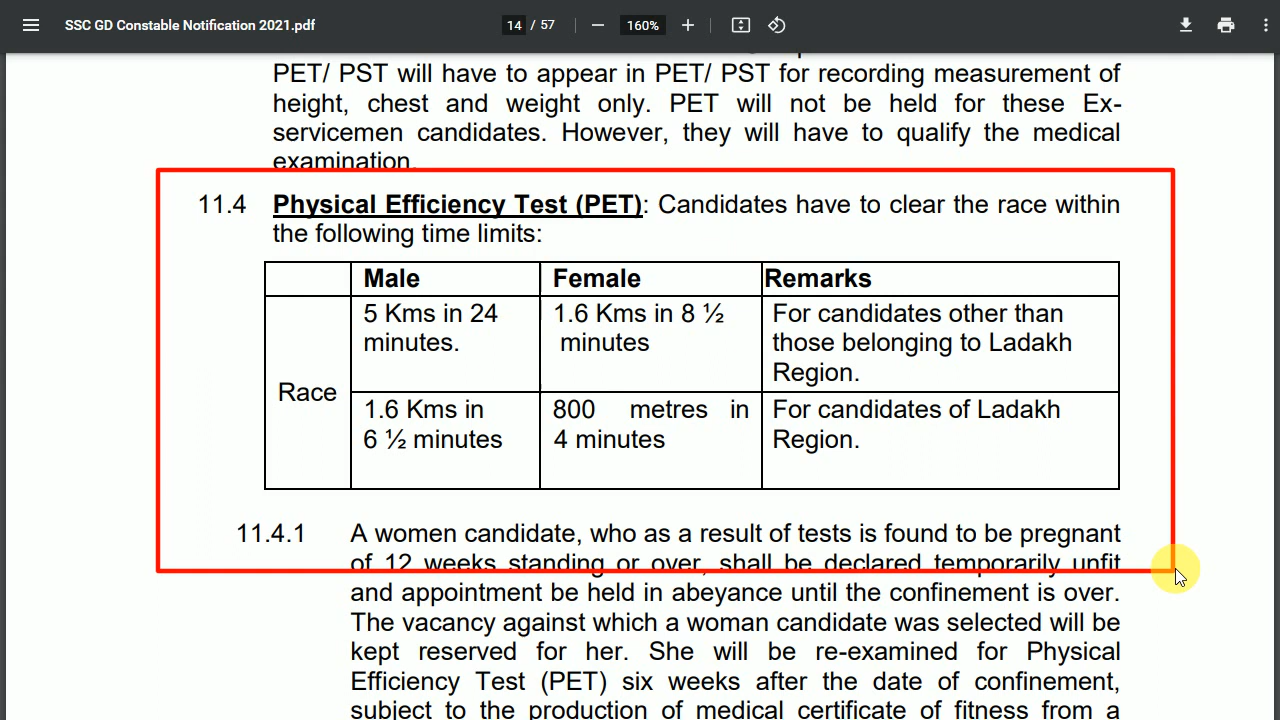 SSC GD Constable Notification 2021.pdf
14 / 57
160%
PET/ PST will have to appear in PET/ PST for recording measurement of
height, chest and weight only. PET will not be held for these Ex-
servicemen candidates. However, they will have to qualify the medical
examination.
11.4 Physical Efficiency Test (PET): Candidates have to clear the race within
the following time limits:
Male Female Remarks
Race
5 Kms in 24
minutes.
1.6 Kms in 8 ½
minutes
For candidates other than
those belonging to Ladakh
Region.
1.6 Kms in
6 ½ minutes
800 metres in
4 minutes
For candidates of Ladakh
Region.
11.4.1 A women candidate, who as a result of tests is found to be pregnant
of 12 weeks standing or over, shall be declared temporarily unfit
and appointment be held in abeyance until the confinement is over.
The vacancy against which a woman candidate was selected will be
kept reserved for her. She will be re-examined for Physical
Efficiency Test (PET) six weeks after the date of confinement,
subject to the production of medical certificate of fitness from a